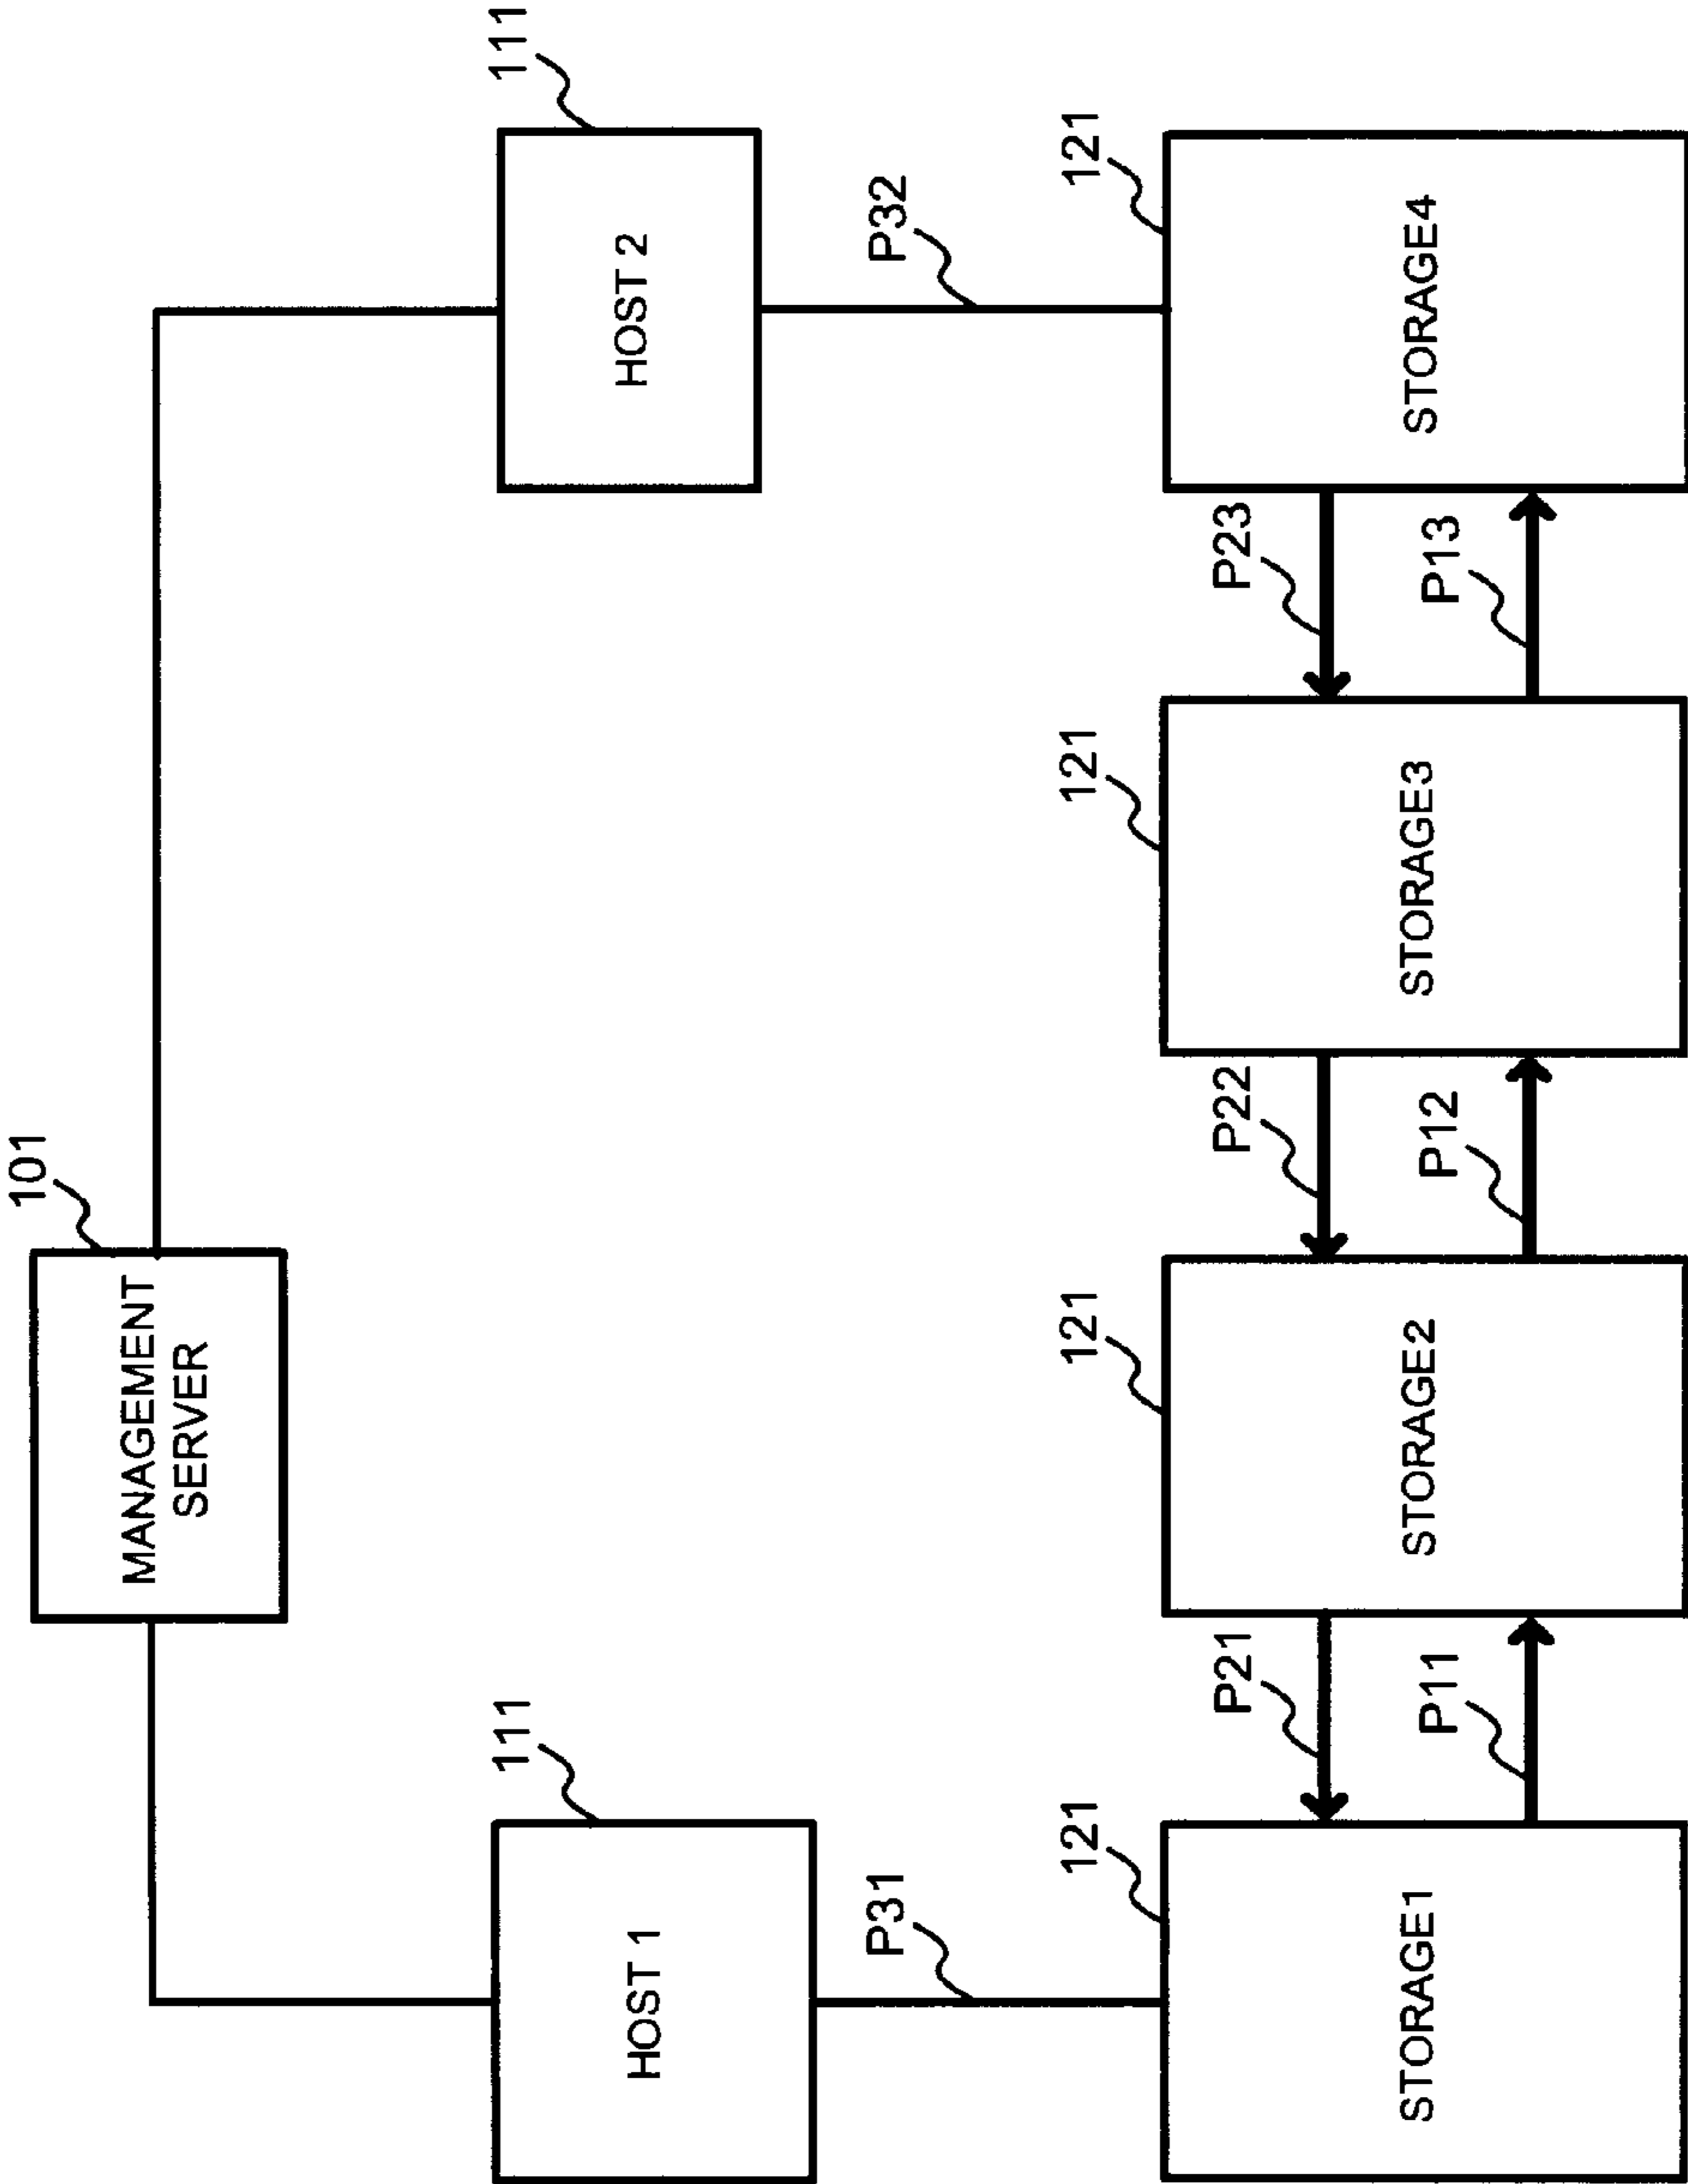 101
MANAGEMENT
SERVER
111
HOST 1
111
HOST 2
P31
P32
121
STORAGE1
P21
P11
121
STORAGE2
P22
P12
121
STORAGE3
P23
P13
121
STORAGE4